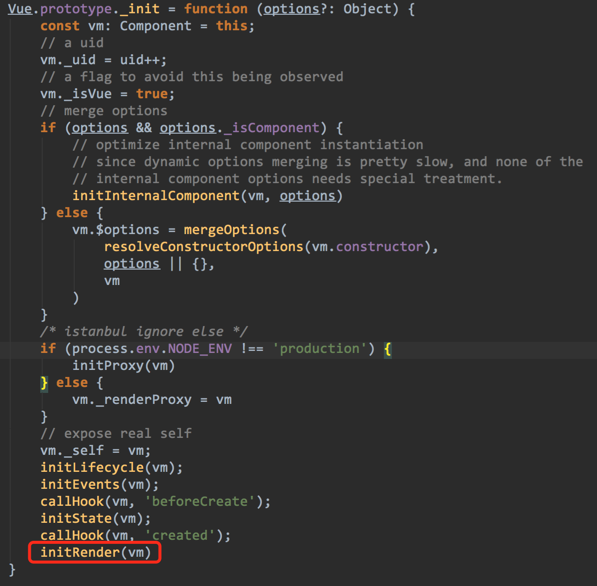 Vue.prototype._init = function (options?: Object) {
    const vm: Component = this;
    // a uid
    vm._uid = uid++;
    // a flag to avoid this being observed
    vm._isVue = true;
    // merge options
    if (options && options._isComponent) {
        // optimize internal component instantiation
        // since dynamic options merging is pretty slow, and none of the
        // internal component options needs special treatment.
        initInternalComponent(vm, options)
    } else {
        vm.$options = mergeOptions(
            resolveConstructorOptions(vm.constructor),
            options || {},
            vm
        )
    }
    /* istanbul ignore else */
    if (process.env.NODE_ENV !== 'production') {
        initProxy(vm)
    } else {
        vm._renderProxy = vm
    }
    // expose real self
    vm._self = vm;
    initLifecycle(vm);
    initEvents(vm);
    callHook(vm, 'beforeCreate');
    initState(vm);
    callHook(vm, 'created');
    initRender(vm)
}